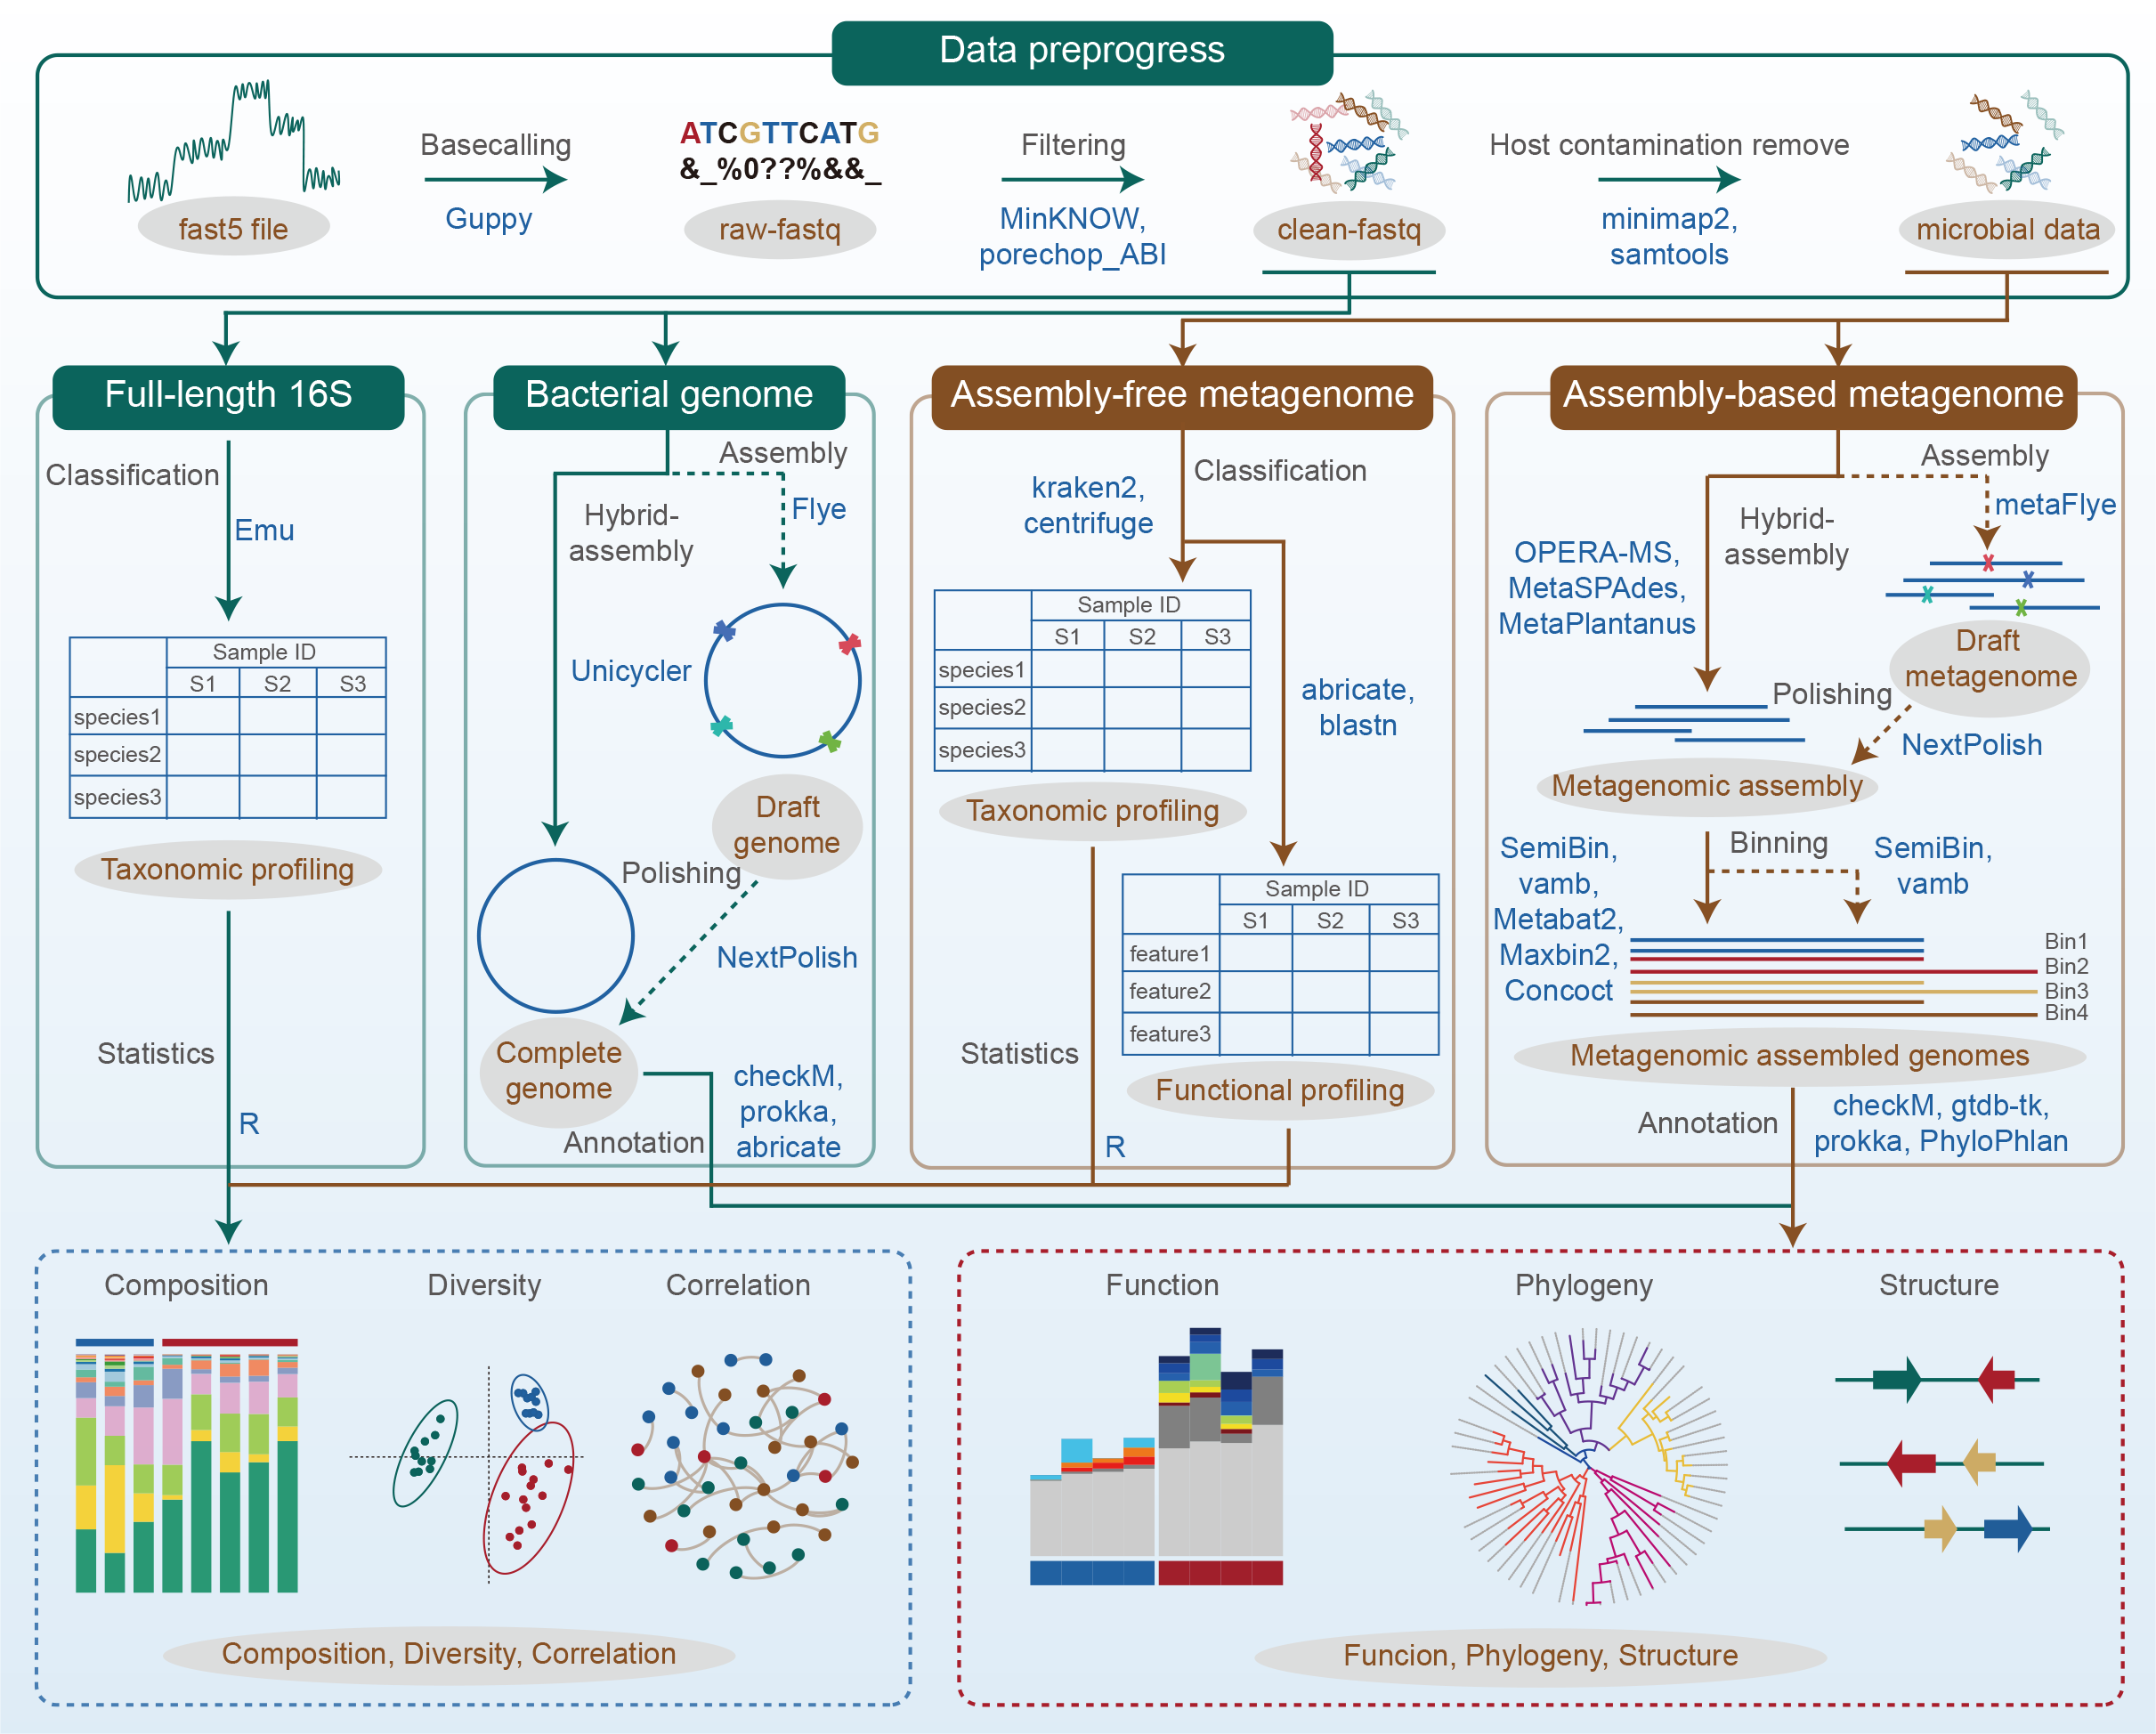 Data preprogress
Basecalling
Guppy
fast5 file
ATCGTTCATG
&_%0??%&&_
raw-fastq
Filtering
MinKNOW,
porechop_ABI
clean-fastq
Host contamination remove
minimap2,
samtools
microbial data
Full-length 16S
Classification
Emu
Sample ID
S1 S2 S3
species1
species2
species3
Taxonomic profiling
Statistics
R
Bacterial genome
Assembly
Flye
Hybrid-
assembly
Unicycler
Draft
genome
Polishing
NextPolish
Complete
genome
checkM,
prokka,
abricate
Annotation
Assembly-free metagenome
Classification
kraken2,
centrifuge
Sample ID
S1 S2 S3
species1
species2
species3
Taxonomic profiling
abricate,
blastn
Sample ID
S1 S2 S3
feature1
feature2
feature3
Functional profiling
Statistics
R
Assembly-based metagenome
Assembly
metaFlye
Hybrid-
assembly
OPERA-MS,
MetaSPAdes,
MetaPlantanus
Draft
metagenome
Polishing
NextPolish
Metagenomic assembly
Binning
SemiBin,
vamb,
Metabat2,
Maxbin2,
Concoct
SemiBin,
vamb
Bin1
Bin2
Bin3
Bin4
Metagenomic assembled genomes
Annotation
checkM, gtdb-tk,
prokka, PhyloPhlan
Composition
Diversity
Correlation
Composition, Diversity, Correlation
Function
Phylogeny
Structure
Funcion, Phylogeny, Structure